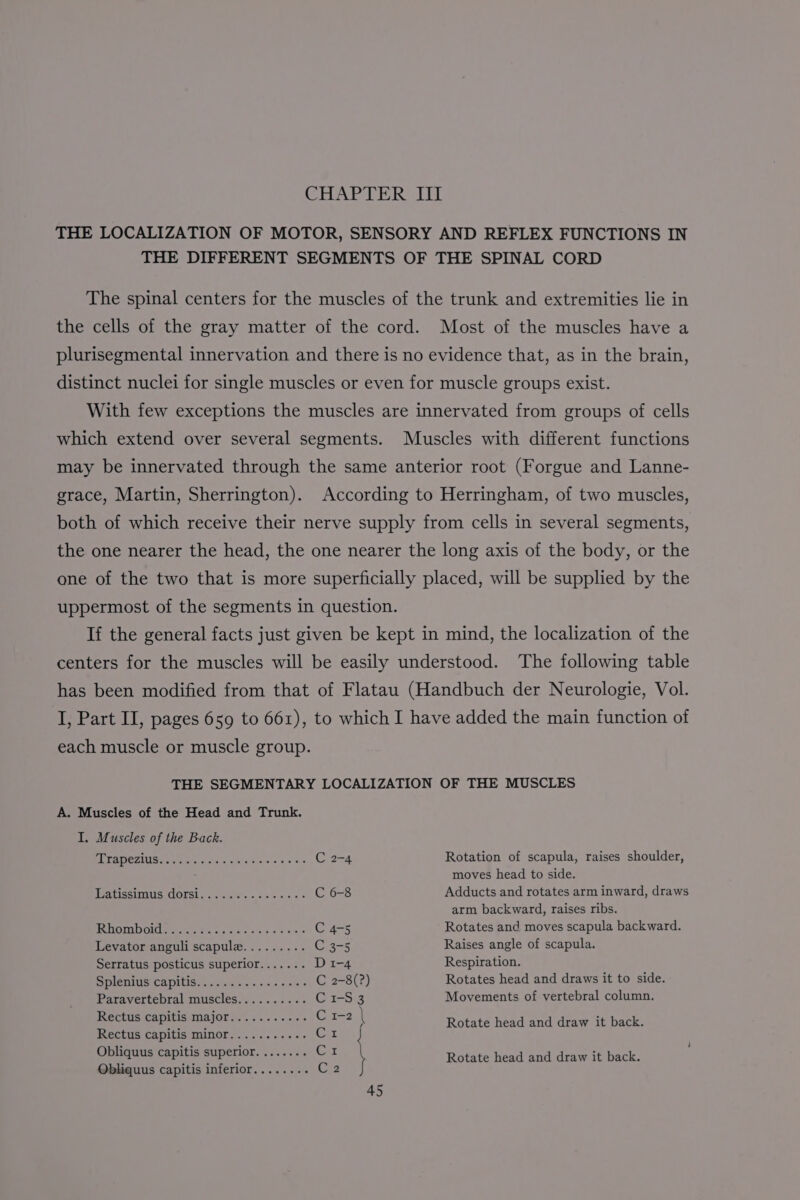 CHAPTER III
THE LOCALIZATION OF MOTOR, SENSORY AND REFLEX FUNCTIONS IN
THE DIFFERENT SEGMENTS OF THE SPINAL CORD
The spinal centers for the muscles of the trunk and extremities lie in
the cells of the gray matter of the cord. Most of the muscles have a
plurisegmental innervation and there is no evidence that, as in the brain,
distinct nuclei for single muscles or even for muscle groups exist.
With few exceptions the muscles are innervated from groups of cells
which extend over several segments. Muscles with different functions
may be innervated through the same anterior root (Forgue and Lanne-
grace, Martin, Sherrington). According to Herringham, of two muscles,
both of which receive their nerve supply from cells in several segments,
the one nearer the head, the one nearer the long axis of the body, or the
one of the two that is more superficially placed, will be supplied by the
uppermost of the segments in question.
If the general facts just given be kept in mind, the localization of the
centers for the muscles will be easily understood. The following table
has been modified from that of Flatau (Handbuch der Neurologie, Vol.
I, Part II, pages 659 to 661), to which I have added the main function of
each muscle or muscle group.
THE SEGMENTARY LOCALIZATION OF THE MUSCLES
A. Muscles of the Head and Trunk.
I. Muscles of the Back.
Trapezius...................... C 2-4 Rotation of scapula, raises shoulder,
moves head to side.
Latissimus dorsi............... C 6-8 Adducts and rotates arm inward, draws
arm backward, raises ribs.
Rhomboid..................... C 4-5 Rotates and moves scapula backward.
Levator anguli scapulæ......... C 3-5 Raises angle of scapula.
Serratus posticus superior....... D 1-4 Respiration.
Splenius capitis................ C 2-8(?) Rotates head and draws it to side.
Paravertebral muscles.......... C 1-S 3 Movements of vertebral column.
Rectus capitis major........... C 1-2
Rectus capitis minor........... C 1 Rotate head and draw it back.
Obliquus capitis superior........ C 1
Obliquus capitis inferior........ C 2 Rotate head and draw it back.
45